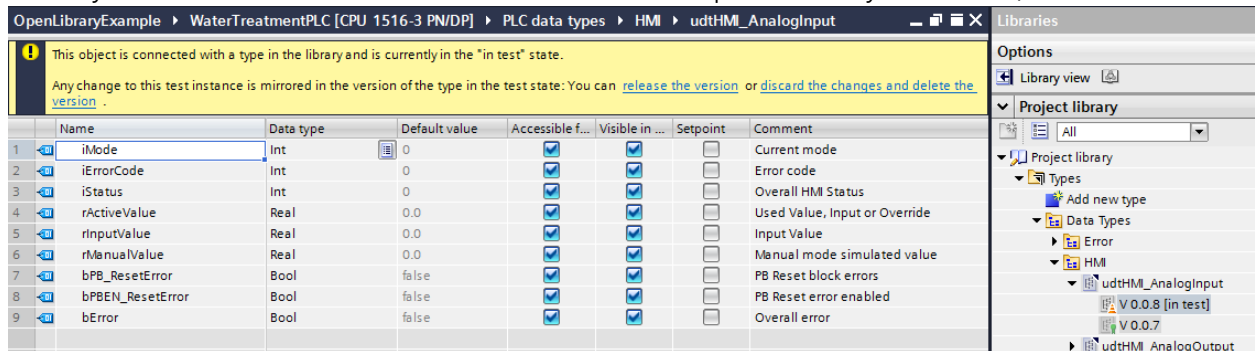 OpenLibraryExample ▸ WaterTreatmentPLC [CPU 1516-3 PN/DP] ▸ PLC data types ▸ HMI ▸ udtHMI_AnalogInput
This object is connected with a type in the library and is currently in the "in test" state.
Any change to this test instance is mirrored in the version of the type in the test state: You can release the version or discard the changes and delete the
version .
Name Data type Default value Accessible f... Visible in ... Setpoint Comment
1 iMode Int 0 Current mode
2 iErrorCode Int 0 Error code
3 iStatus Int 0 Overall HMI Status
4 rActiveValue Real 0.0 Used Value, Input or Override
5 rInputValue Real 0.0 Input Value
6 rManualValue Real 0.0 Manual mode simulated value
7 bPB_ResetError Bool false PB Reset block errors
8 bPBEN_ResetError Bool false PB Reset error enabled
9 bError Bool false Overall error
Libraries
Options
Library view
Project library
All
Project library
Types
Add new type
Data Types
Error
HMI
udtHMI_AnalogInput
V 0.0.8 [in test]
V 0.0.7
udtHMI_AnalogOutput